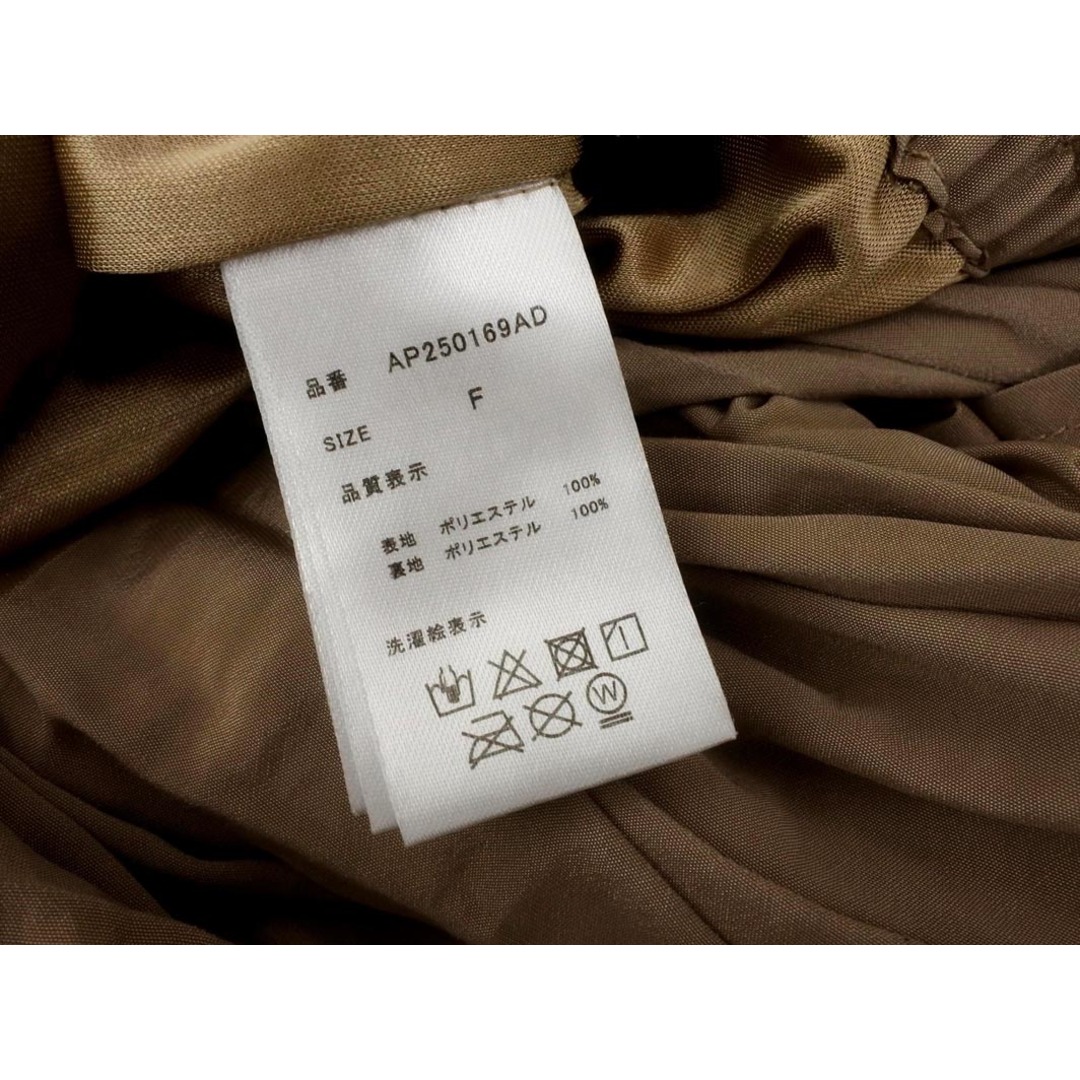 品番 AP250169AD
SIZE F
品質表示
表地 ポリエステル 100%
裏地 ポリエステル 100%
洗濯絵表示
W